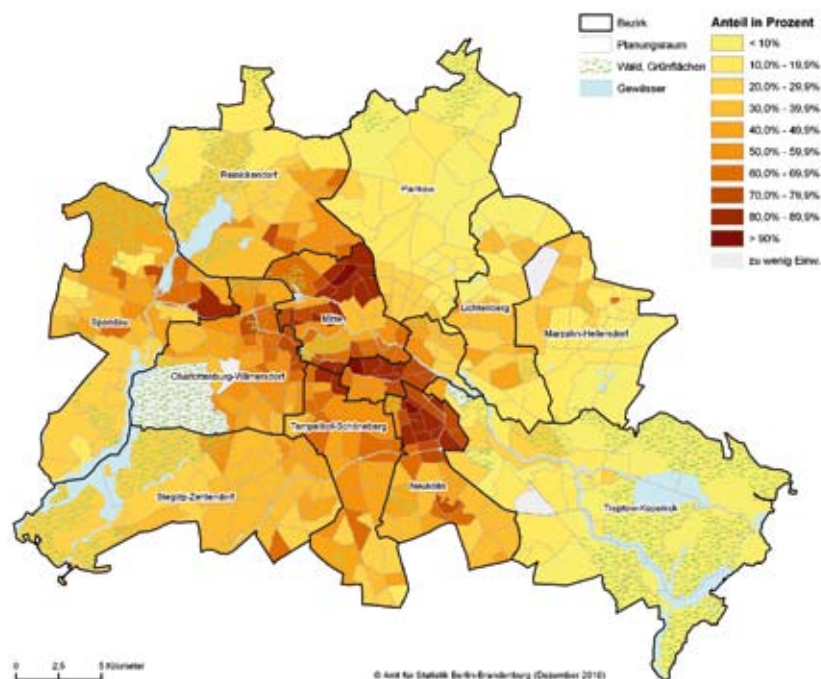 Bezirk
Planungsraum
Wald, Grünflächen
Gewässer
Anteil in Prozent
< 10%
10,0% - 19,9%
20,0% - 29,9%
30,0% - 39,9%
40,0% - 49,9%
50,0% - 59,9%
60,0% - 69,9%
70,0% - 79,9%
80,0% - 89,9%
> 90%
zu wenig Einw.
Reinickendorf
Pankow
Spandau
Mitte
Lichtenberg
Marzahn-Hellersdorf
Charlottenburg-Wilmersdorf
Tempelhof-Schöneberg
Steglitz-Zehlendorf
Neukölln
Treptow-Köpenick
0 2,5 5 Kilometer
© Amt für Statistik Berlin-Brandenburg (Dezember 2010)